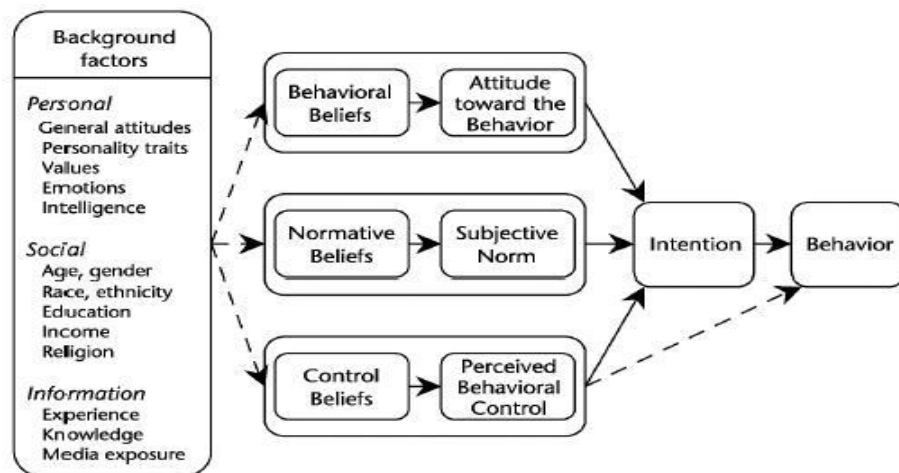 Background
factors
Personal
General attitudes
Personality traits
Values
Emotions
Intelligence
Social
Age, gender
Race, ethnicity
Education
Income
Religion
Information
Experience
Knowledge
Media exposure
Behavioral
Beliefs
Attitude
toward the
Behavior
Normative
Beliefs
Subjective
Norm
Control
Beliefs
Perceived
Behavioral
Control
Intention
Behavior